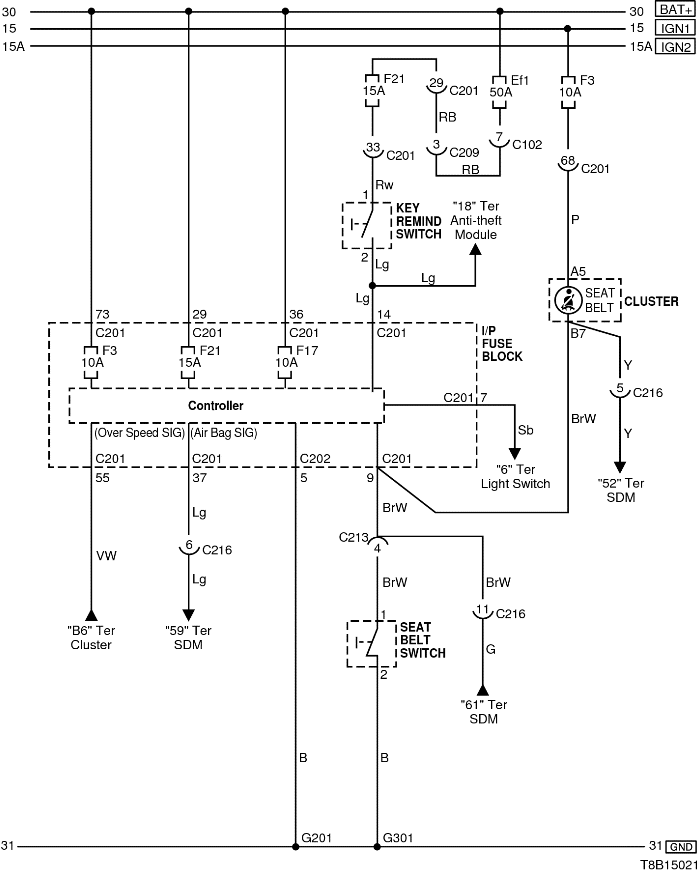 30 30 BAT+
15 15 IGN1
15A 15A IGN2
F21
15A
29
C201
Ef1
50A
F3
10A
RB
33
C201
3
C209
7
C102
68
C201
RB
Rw
1
KEY
REMIND
SWITCH
"18" Ter
Anti-theft
Module
P
2
Lg
Lg
Lg
A5
SEAT
BELT
CLUSTER
B7
73 29 36 14
C201 C201 C201 C201
I/P
FUSE
BLOCK
F3
10A
F21
15A
F17
10A
Y
5
C216
Controller
C201 7
(Over Speed SIG) (Air Bag SIG)
Sb
BrW
Y
C201 C201 C202 C201
55 37 5 9
"6" Ter
Light Switch
"52" Ter
SDM
Lg
BrW
6
C216
C213
4
VW
Lg
BrW
BrW
"B6" Ter
Cluster
"59" Ter
SDM
1
SEAT
BELT
SWITCH
2
11
C216
G
"61" Ter
SDM
B
B
G201
G301
31 31 GND
T8B15021